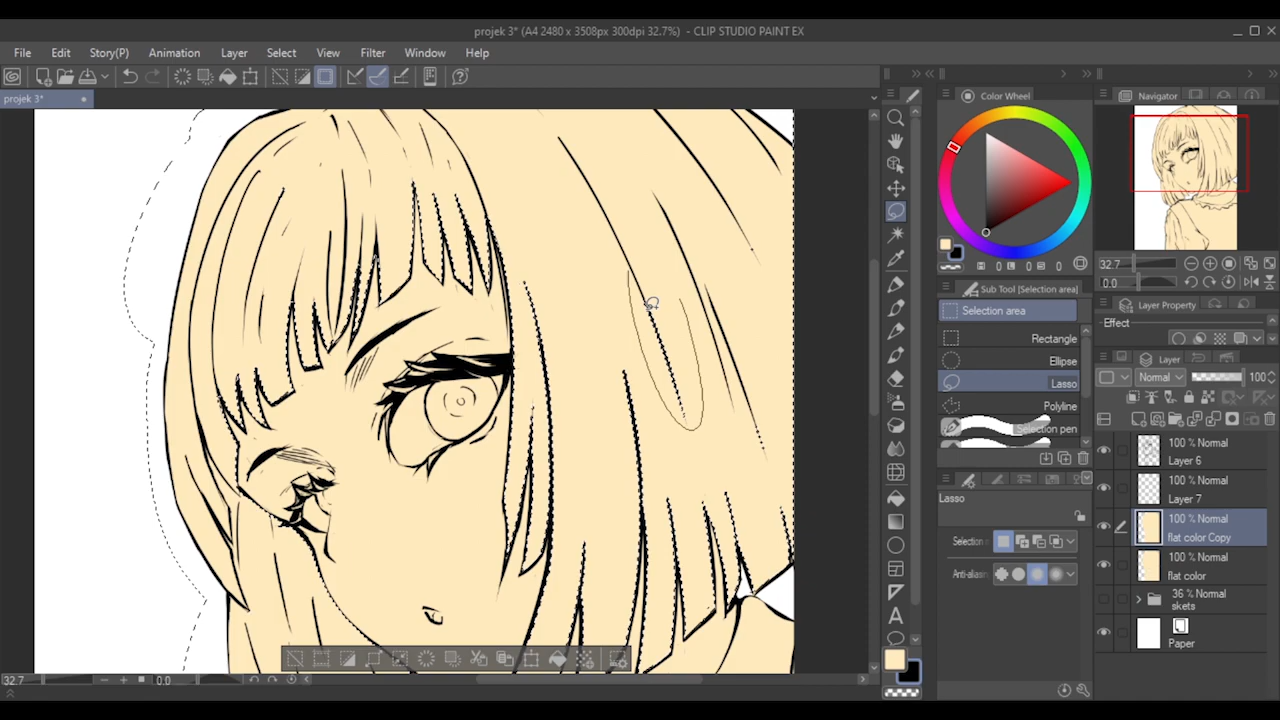 projek 3* (A4 2480 x 3508px 300dpi 32.7%) - CLIP STUDIO PAINT EX
File Edit Story(P) Animation Layer Select View Filter Window Help
projek 3*
Color Wheel
Navigator
32.7
0.0
0 0 0
Sub Tool [Selection area]
Selection area
Rectangle
Ellipse
Lasso
Polyline
Selection pen
Layer Property
Effect
Layer
Normal 100
100 % Normal
Layer 6
100 % Normal
Layer 7
100 % Normal
flat color Copy
100 % Normal
flat color
36 % Normal
skets
Paper
Lasso
Selection
Anti-aliasin
A
32.7 0.0